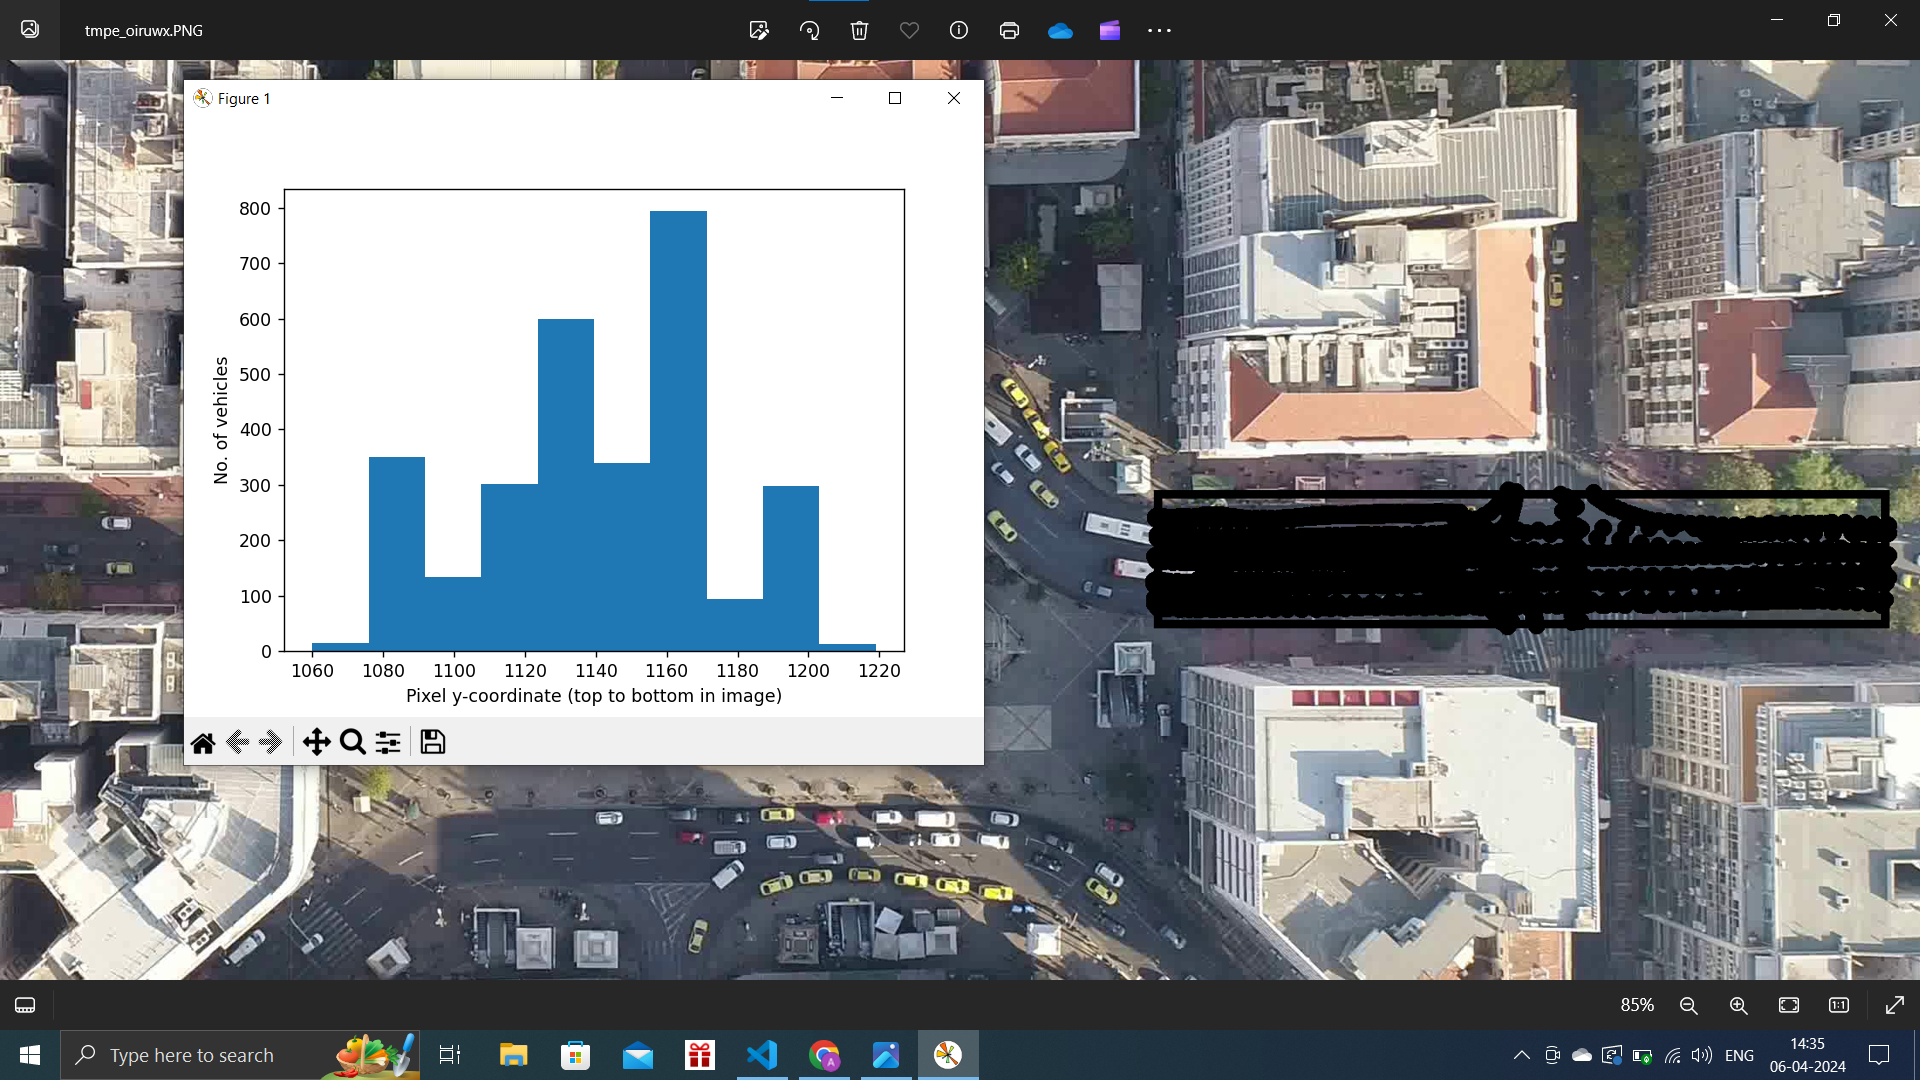 tmpe_oiruwx.PNG
Figure 1
800
700
600
500
400
300
200
100
0
No. of vehicles
1060 1080 1100 1120 1140 1160 1180 1200 1220
Pixel y-coordinate (top to bottom in image)
85%
1:1
Type here to search
A
ENG
14:35
06-04-2024